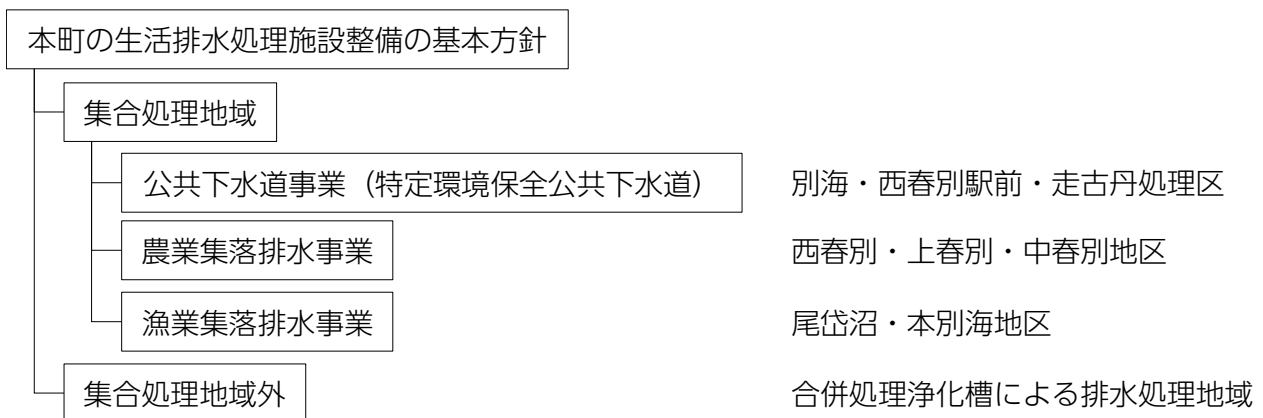 本町の生活排水処理施設整備の基本方針
集合処理地域
公共下水道事業（特定環境保全公共下水道） 別海・西春別駅前・走古丹処理区
農業集落排水事業 西春別・上春別・中春別地区
漁業集落排水事業 尾岱沼・本別海地区
集合処理地域外 合併処理浄化槽による排水処理地域